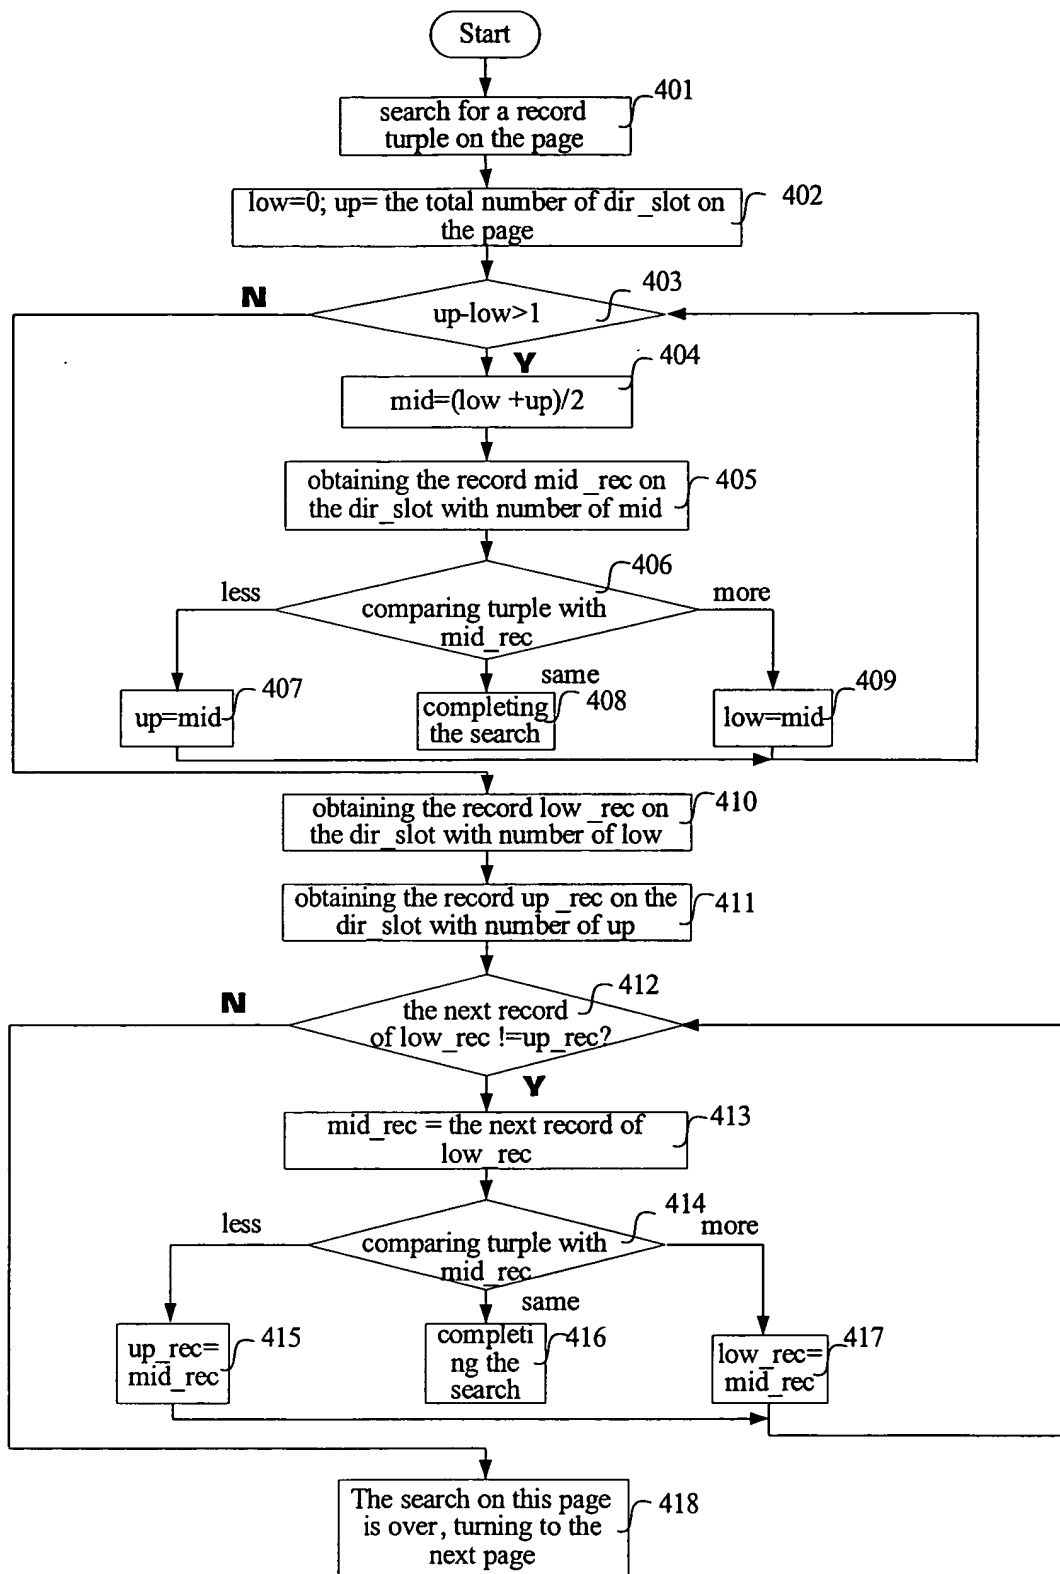 Start
401
search for a record
turple on the page
402
low=0; up= the total number of dir_slot on
the page
403
N
up-low>1
Y
404
mid=(low +up)/2
405
obtaining the record mid_rec on
the dir_slot with number of mid
406
less
more
comparing turple with
mid_rec
same
407
up=mid
408
completing
the search
409
low=mid
410
obtaining the record low_rec on
the dir_slot with number of low
411
obtaining the record up_rec on the
dir_slot with number of up
412
N
the next record
of low_rec !=up_rec?
Y
413
mid_rec = the next record of
low_rec
414
less
more
comparing turple with
mid_rec
same
415
up_rec=
mid_rec
416
completi
ng the
search
417
low_rec=
mid_rec
The search on this page
is over, turning to the
next page
418